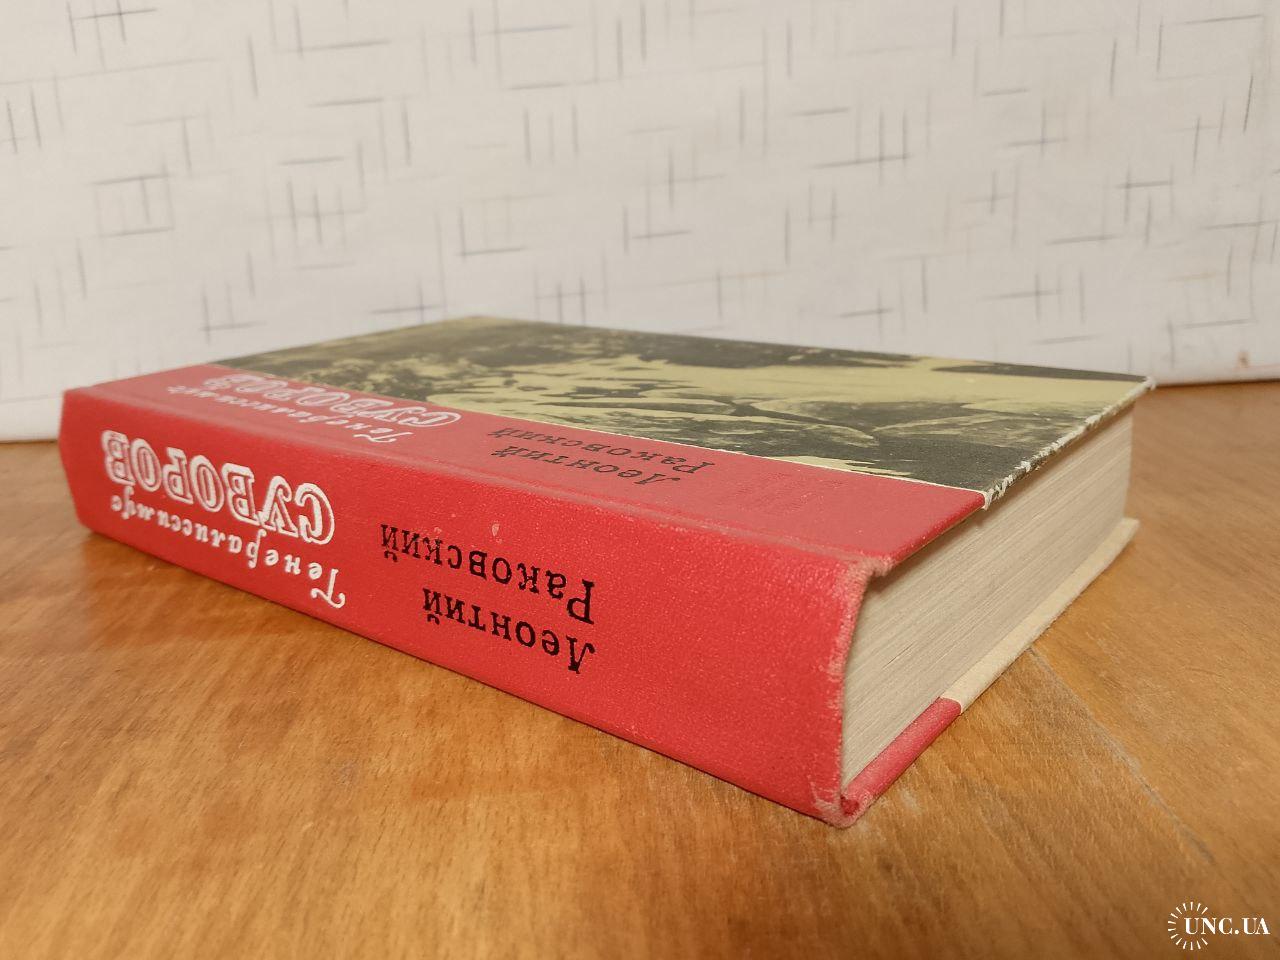 Леонтий
Раковский
Генералиссимус
СУВОРОВ
Леонтий
Раковский
Генералиссимус
СУВОРОВ
UNC.UA